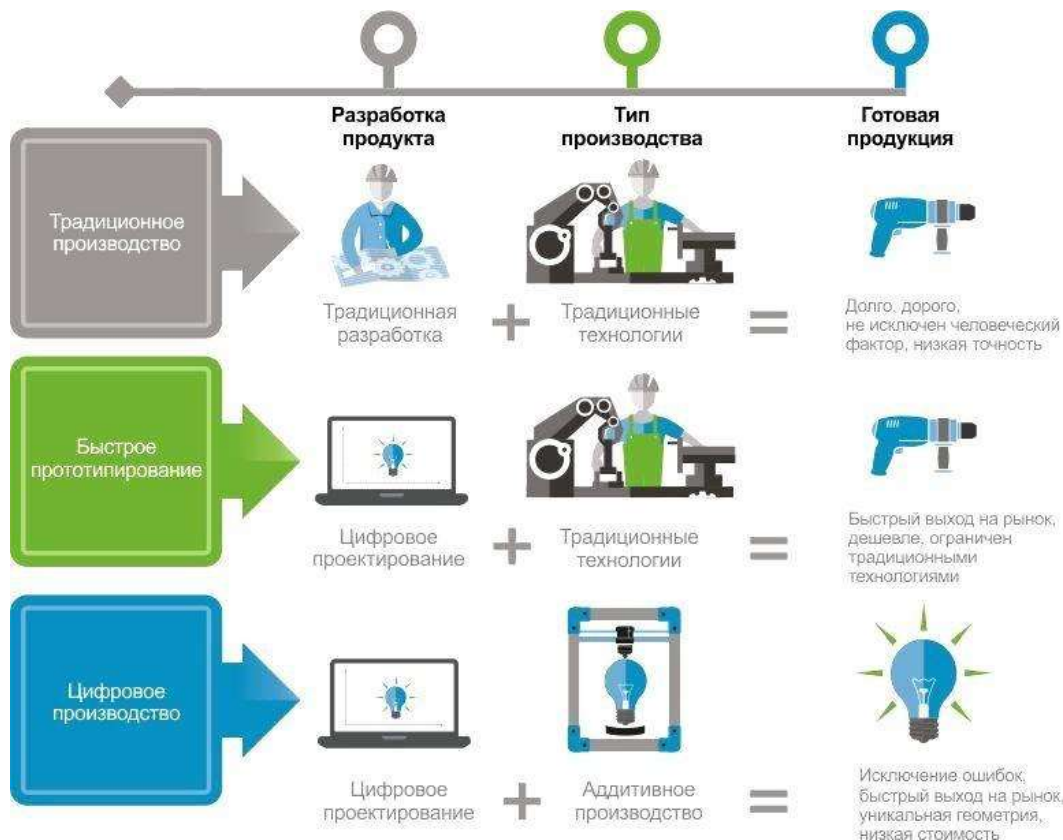 Разработка
продукта
Тип
производства
Готовая
продукция
Традиционное
производство
Традиционная
разработка
+
Традиционные
технологии
=
Долго, дорого,
не исключен человеческий
фактор, низкая точность
Быстрое
прототипирование
Цифровое
проектирование
+
Традиционные
технологии
=
Быстрый выход на рынок,
дешевле, ограничен
традиционными
технологиями
Цифровое
производство
Цифровое
проектирование
+
Аддитивное
производство
=
Исключение ошибок,
быстрый выход на рынок,
уникальная геометрия,
низкая стоимость